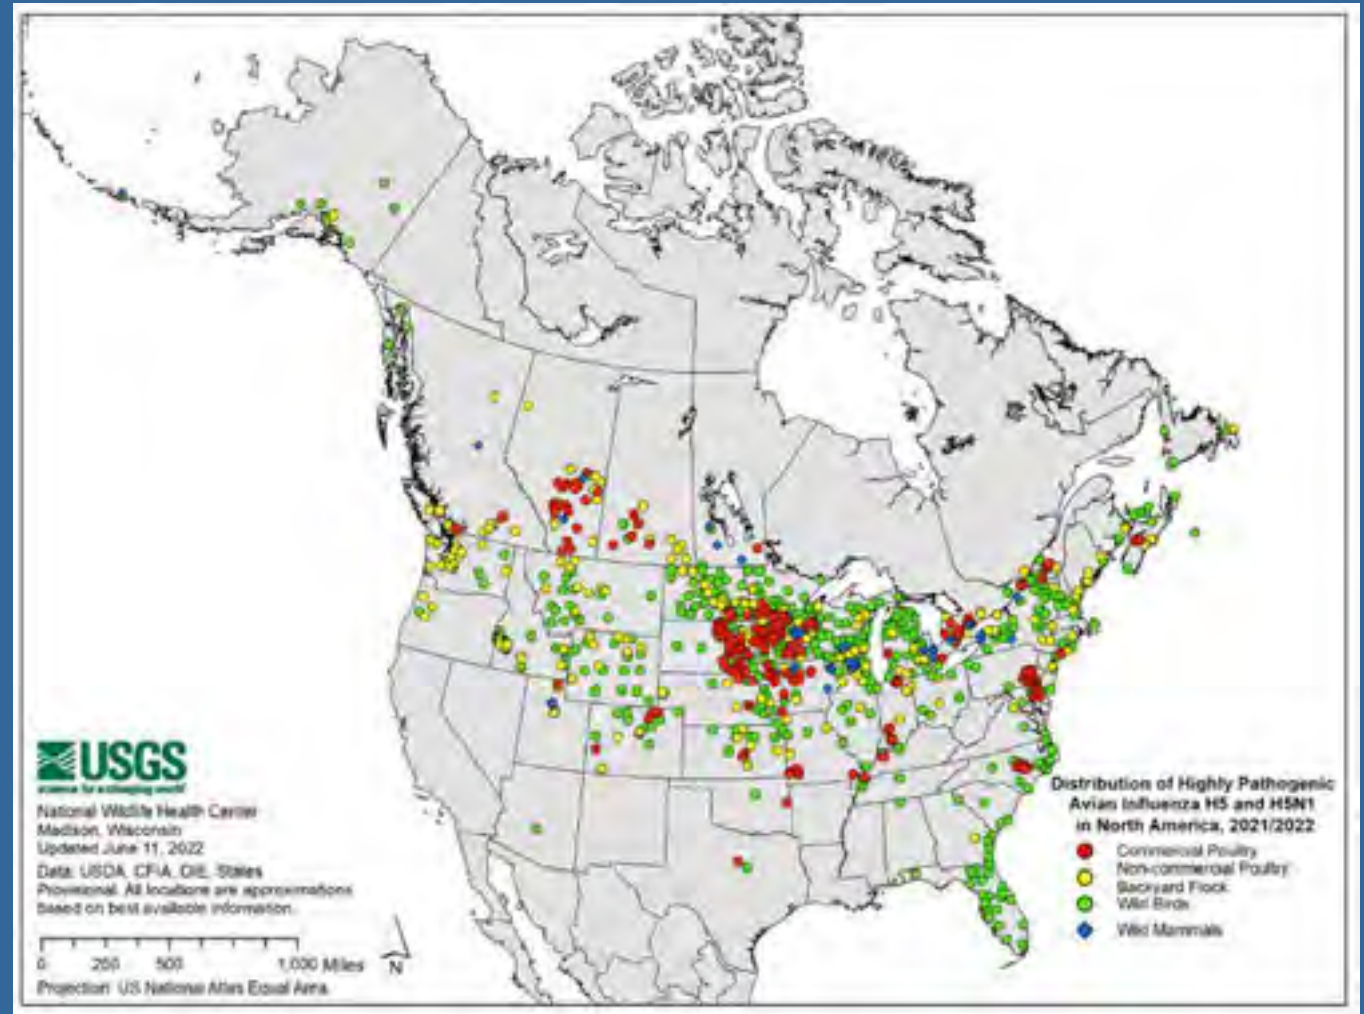 USGS
science for a changing world
National Wildlife Health Center
Madison, Wisconsin
Updated June 11, 2022
Data: USDA, CFIA, OIE, States
Provisional. All locations are approximations
based on best available information.
0 250 500 1,000 Miles
N
Projection: US National Atlas Equal Area
Distribution of Highly Pathogenic
Avian Influenza H5 and H5N1
in North America, 2021/2022
Commercial Poultry
Non-commercial Poultry/
Backyard Flock
Wild Birds
Wild Mammals